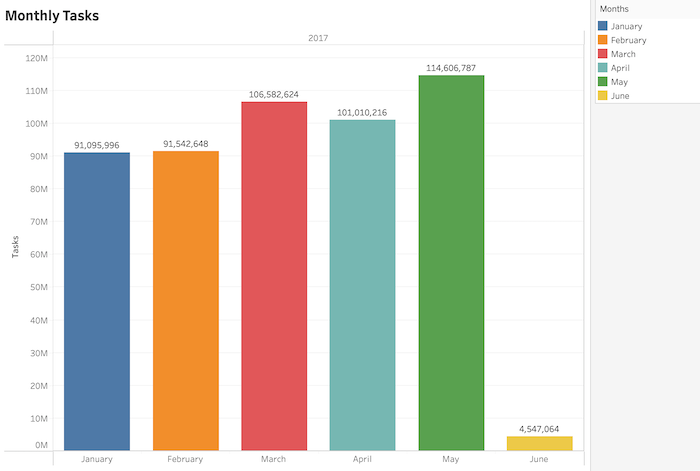 Monthly Tasks
2017
Months
January
February
March
April
May
June
120M
110M
100M
90M
80M
70M
60M
50M
40M
30M
20M
10M
0M
Tasks
91,095,996
91,542,648
106,582,624
101,010,216
114,606,787
4,547,064
January February March April May June